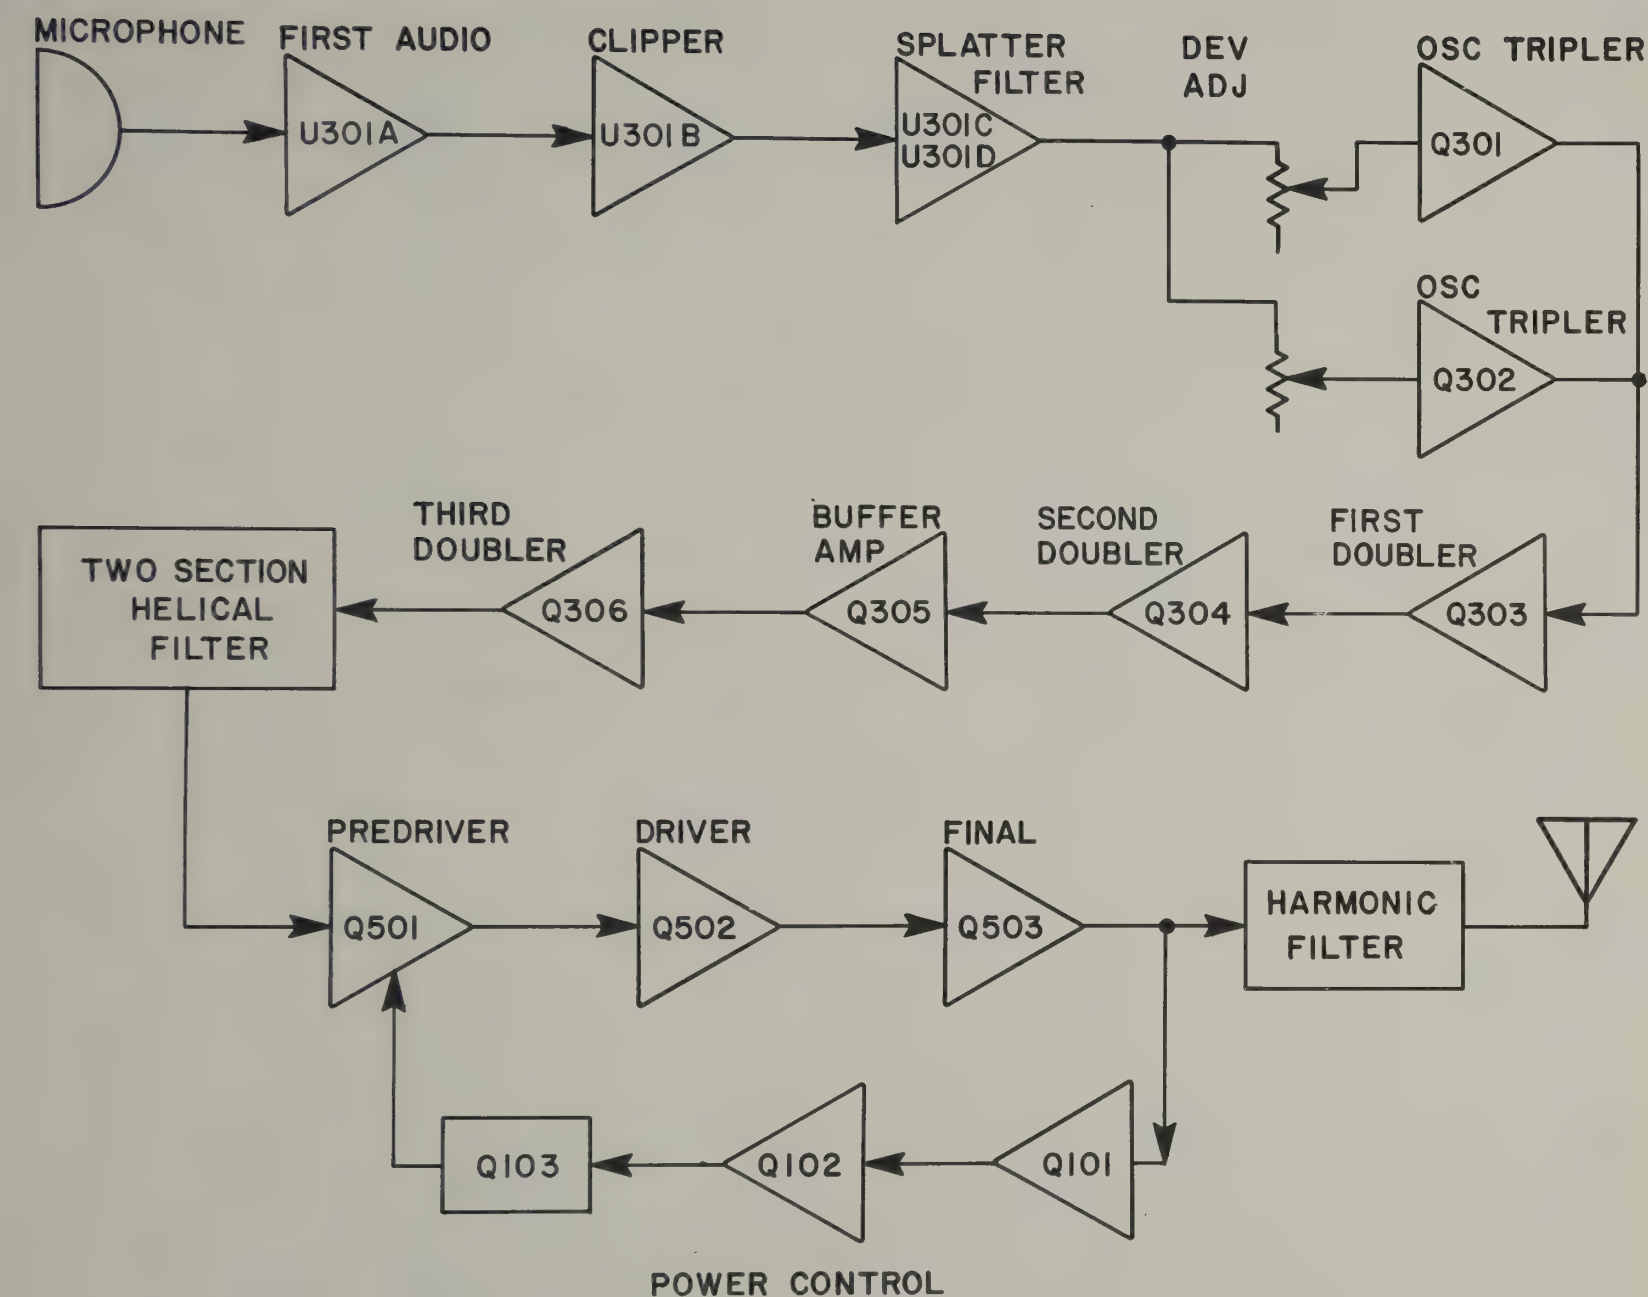 MICROPHONE
FIRST AUDIO
CLIPPER
SPLATTER
FILTER
DEV
ADJ
OSC TRIPLER
U301A
U301B
U301C
U301D
Q301
OSC
TRIPLER
Q302
THIRD
DOUBLER
BUFFER
AMP
SECOND
DOUBLER
FIRST
DOUBLER
TWO SECTION
HELICAL
FILTER
Q306
Q305
Q304
Q303
PREDRIVER
DRIVER
FINAL
Q501
Q502
Q503
HARMONIC
FILTER
Q103
Q102
Q101
POWER CONTROL